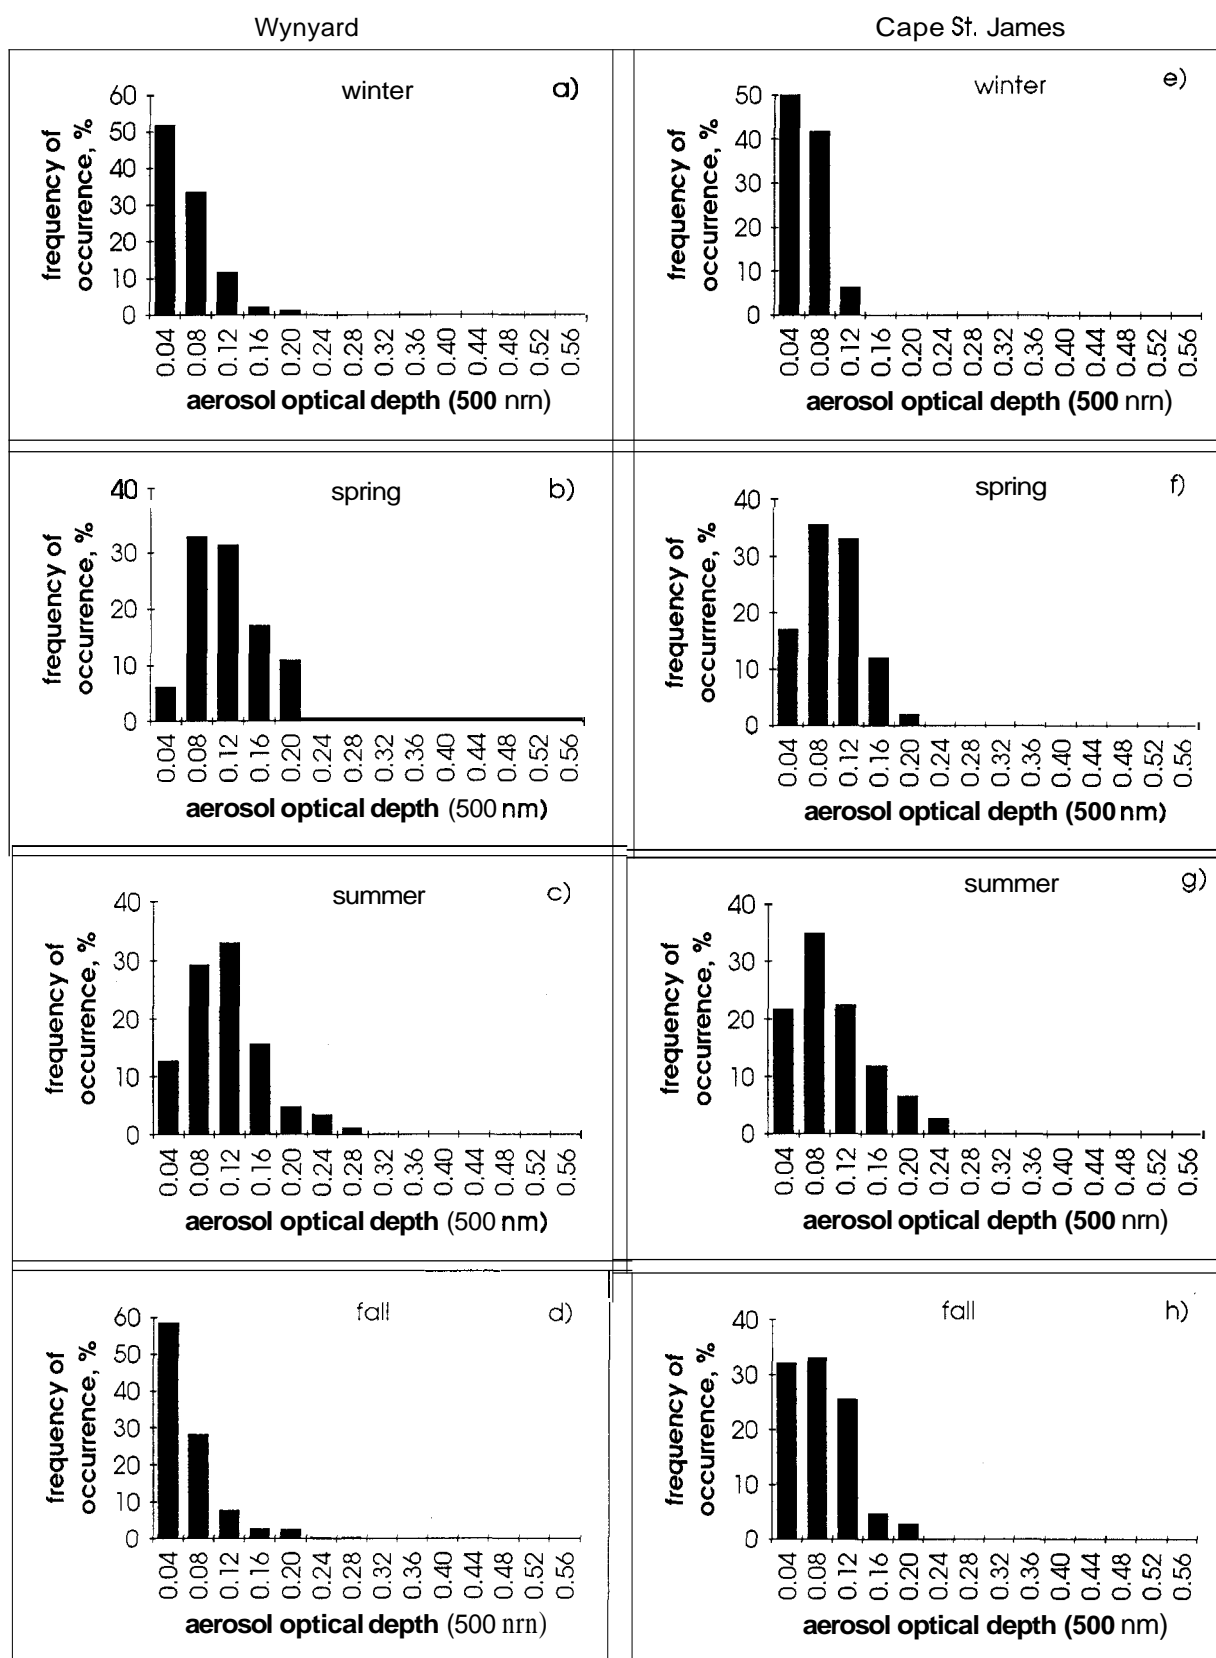 Wynyard
Cape St. James
winter
a)
frequency of
occurrence, %
60
50
40
30
20
10
0
0.04 0.08 0.12 0.16 0.20 0.24 0.28 0.32 0.36 0.40 0.44 0.48 0.52 0.56
aerosol optical depth (500 nm)
winter
e)
frequency of
occurrence, %
50
40
30
20
10
0
0.04 0.08 0.12 0.16 0.20 0.24 0.28 0.32 0.36 0.40 0.44 0.48 0.52 0.56
aerosol optical depth (500 nm)
spring
b)
frequency of
occurrence, %
40
30
20
10
0
0.04 0.08 0.12 0.16 0.20 0.24 0.28 0.32 0.36 0.40 0.44 0.48 0.52 0.56
aerosol optical depth (500 nm)
spring
f)
frequency of
occurrrence, %
40
30
20
10
0
0.04 0.08 0.12 0.16 0.20 0.24 0.28 0.32 0.36 0.40 0.44 0.48 0.52 0.56
aerosol optical depth (500 nm)
summer
c)
frequency of
occurrence, %
40
30
20
10
0
0.04 0.08 0.12 0.16 0.20 0.24 0.28 0.32 0.36 0.40 0.44 0.48 0.52 0.56
aerosol optical depth (500 nm)
summer
g)
frequency of
occurrence, %
40
30
20
10
0
0.04 0.08 0.12 0.16 0.20 0.24 0.28 0.32 0.36 0.40 0.44 0.48 0.52 0.56
aerosol optical depth (500 nm)
fall
d)
frequency of
occurrence, %
60
50
40
30
20
10
0
0.04 0.08 0.12 0.16 0.20 0.24 0.28 0.32 0.36 0.40 0.44 0.48 0.52 0.56
aerosol optical depth (500 nm)
fall
h)
frequency of
occurrence, %
40
30
20
10
0
0.04 0.08 0.12 0.16 0.20 0.24 0.28 0.32 0.36 0.40 0.44 0.48 0.52 0.56
aerosol optical depth (500 nm)